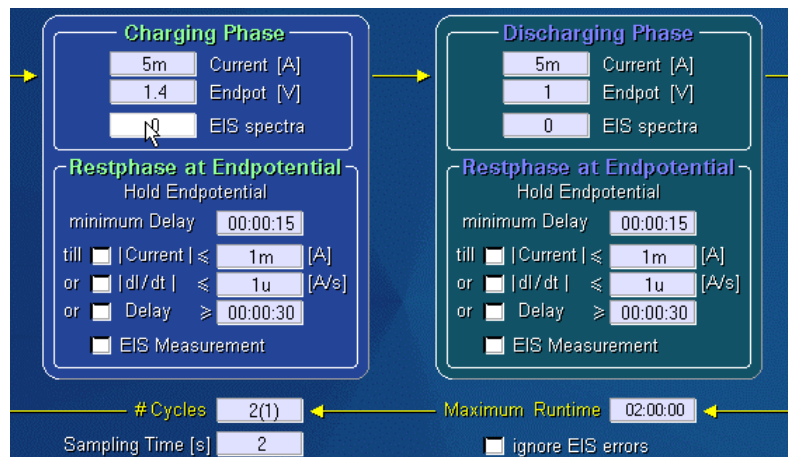 Charging Phase
5m Current [A]
1.4 Endpot [V]
0 EIS spectra
Restphase at Endpotential
Hold Endpotential
minimum Delay 00:00:15
till |Current| ≤ 1m [A]
or |dI/dt| ≤ 1u [A/s]
or Delay ≥ 00:00:30
EIS Measurement
Discharging Phase
5m Current [A]
1 Endpot [V]
0 EIS spectra
Restphase at Endpotential
Hold Endpotential
minimum Delay 00:00:15
till |Current| ≤ 1m [A]
or |dI/dt| ≤ 1u [A/s]
or Delay ≥ 00:00:30
EIS Measurement
# Cycles 2(1)
Maximum Runtime 02:00:00
Sampling Time [s] 2
ignore EIS errors